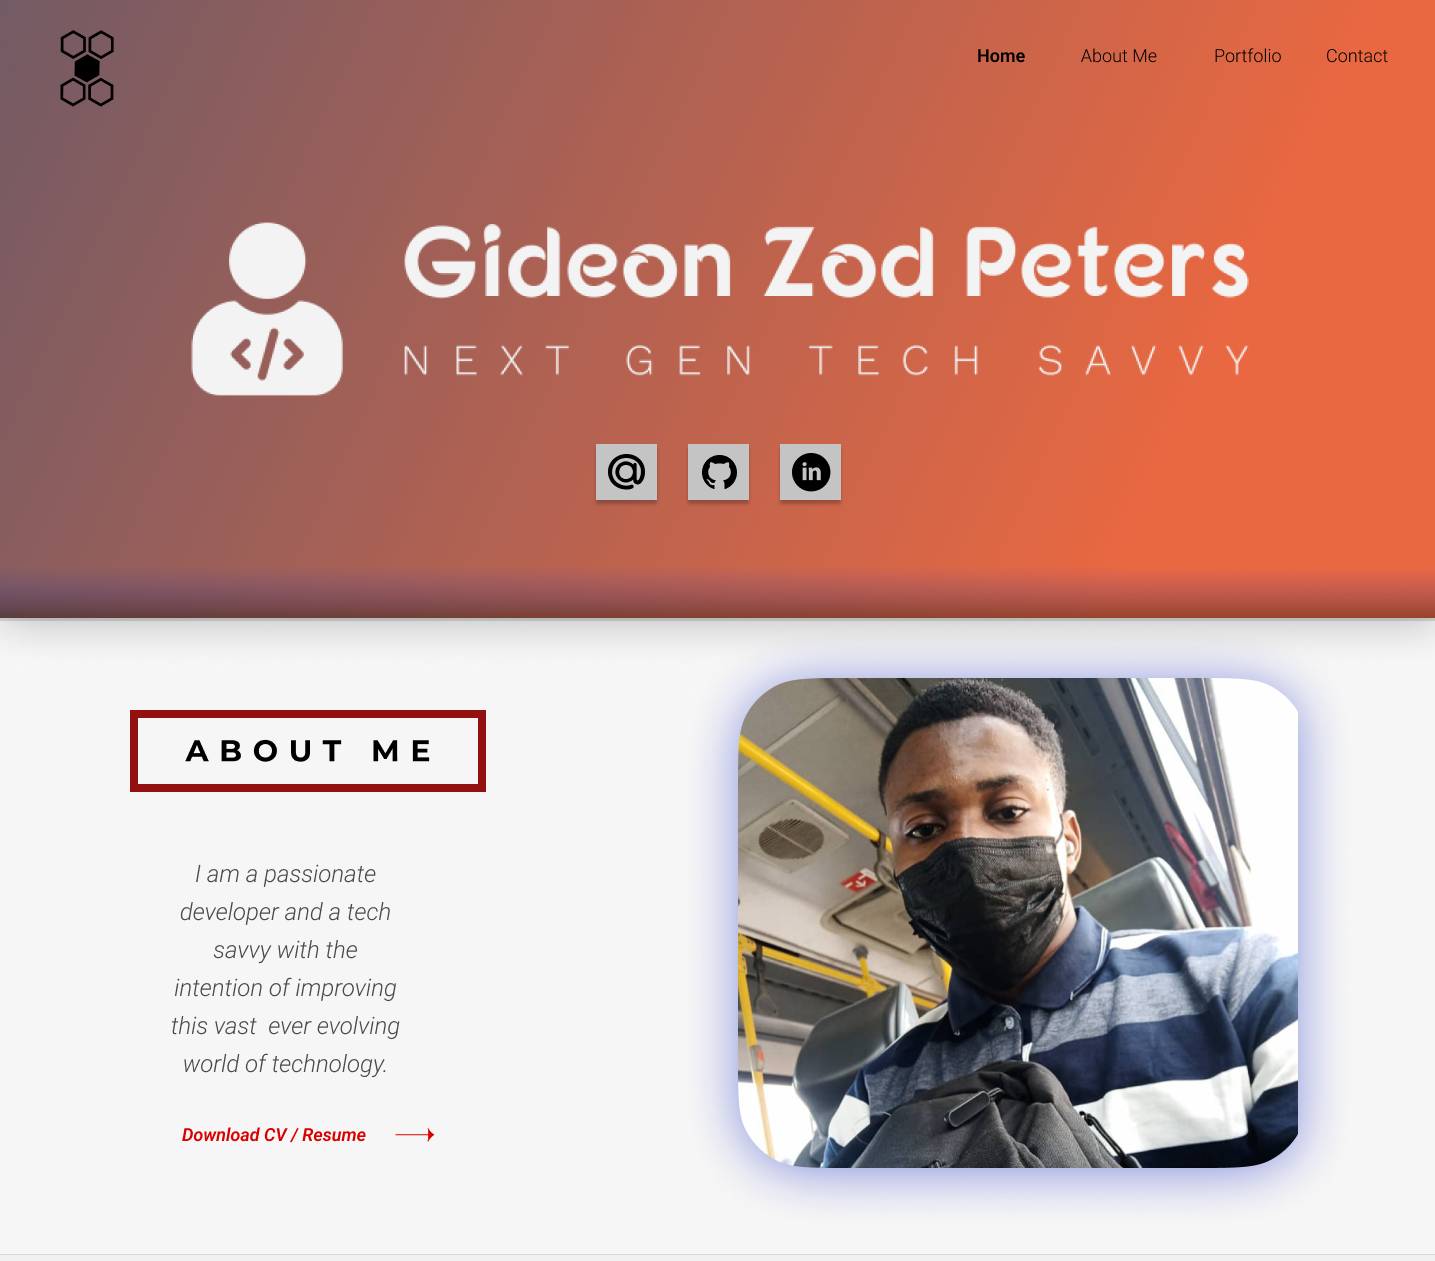 Home About Me Portfolio Contact
Gideon Zod Peters
NEXT GEN TECH SAVVY
</>
@ in
ABOUT ME
I am a passionate
developer and a tech
savvy with the
intention of improving
this vast  ever evolving
world of technology.
Download CV / Resume